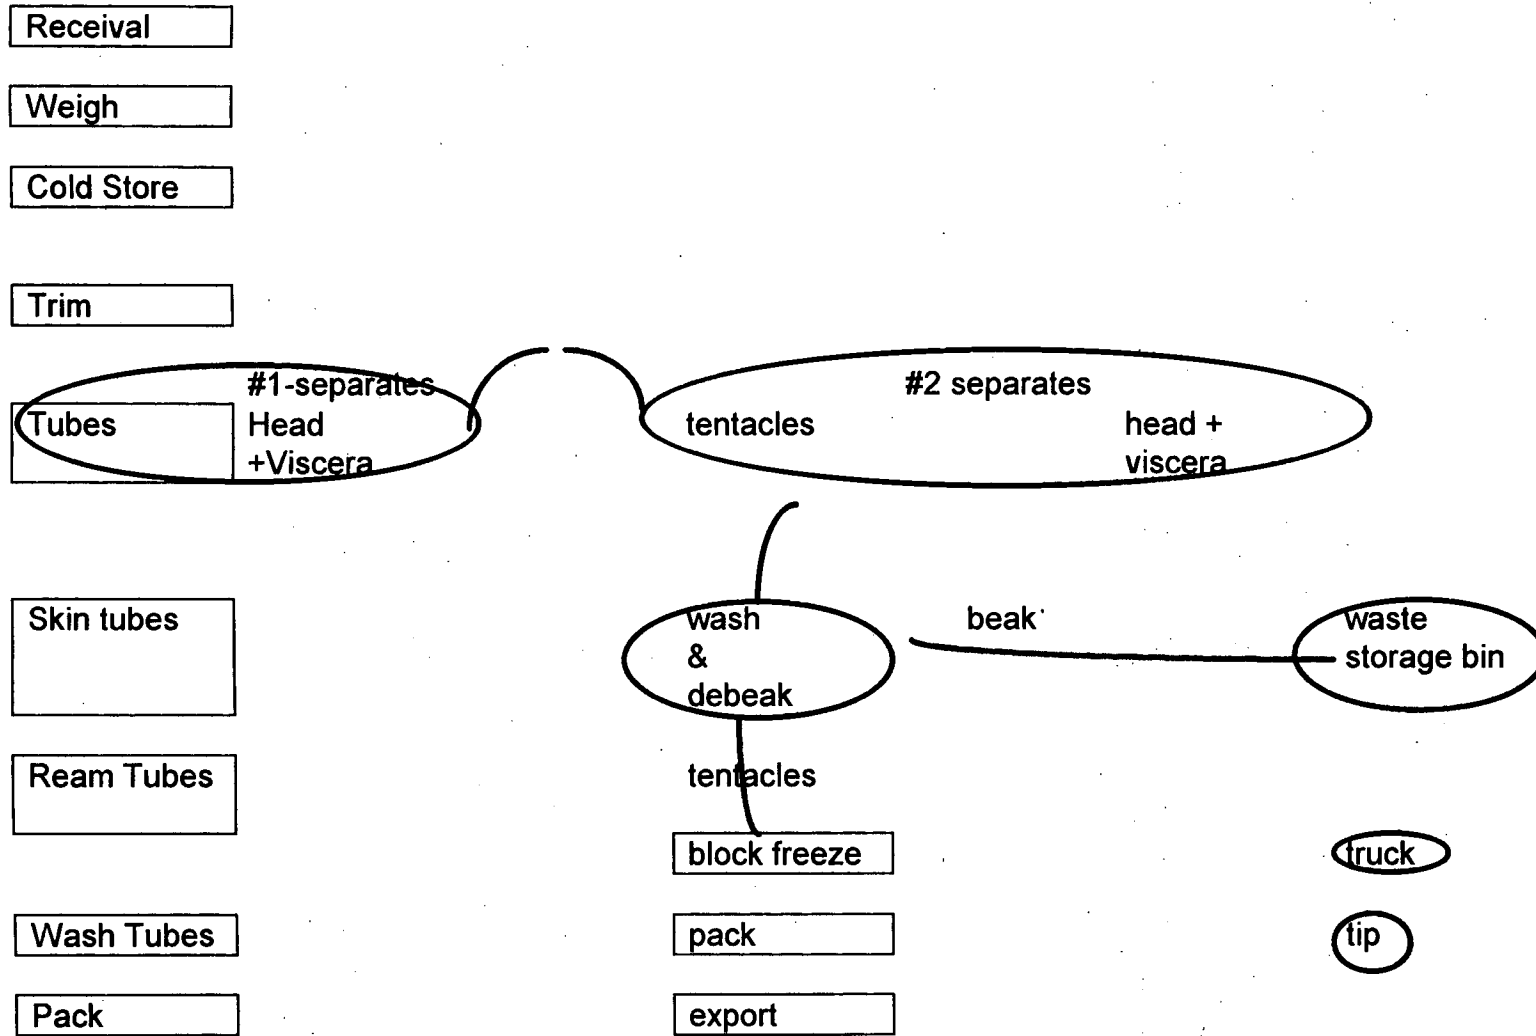 Receival
Weigh
Cold Store
Trim
#1-separates
#2 separates
Tubes
Head
tentacles
head +
+Viscera
viscera
Skin tubes
wash
beak
waste
&
storage bin
debeak
Ream Tubes
tentacles
block freeze
truck
Wash Tubes
pack
tip
Pack
export